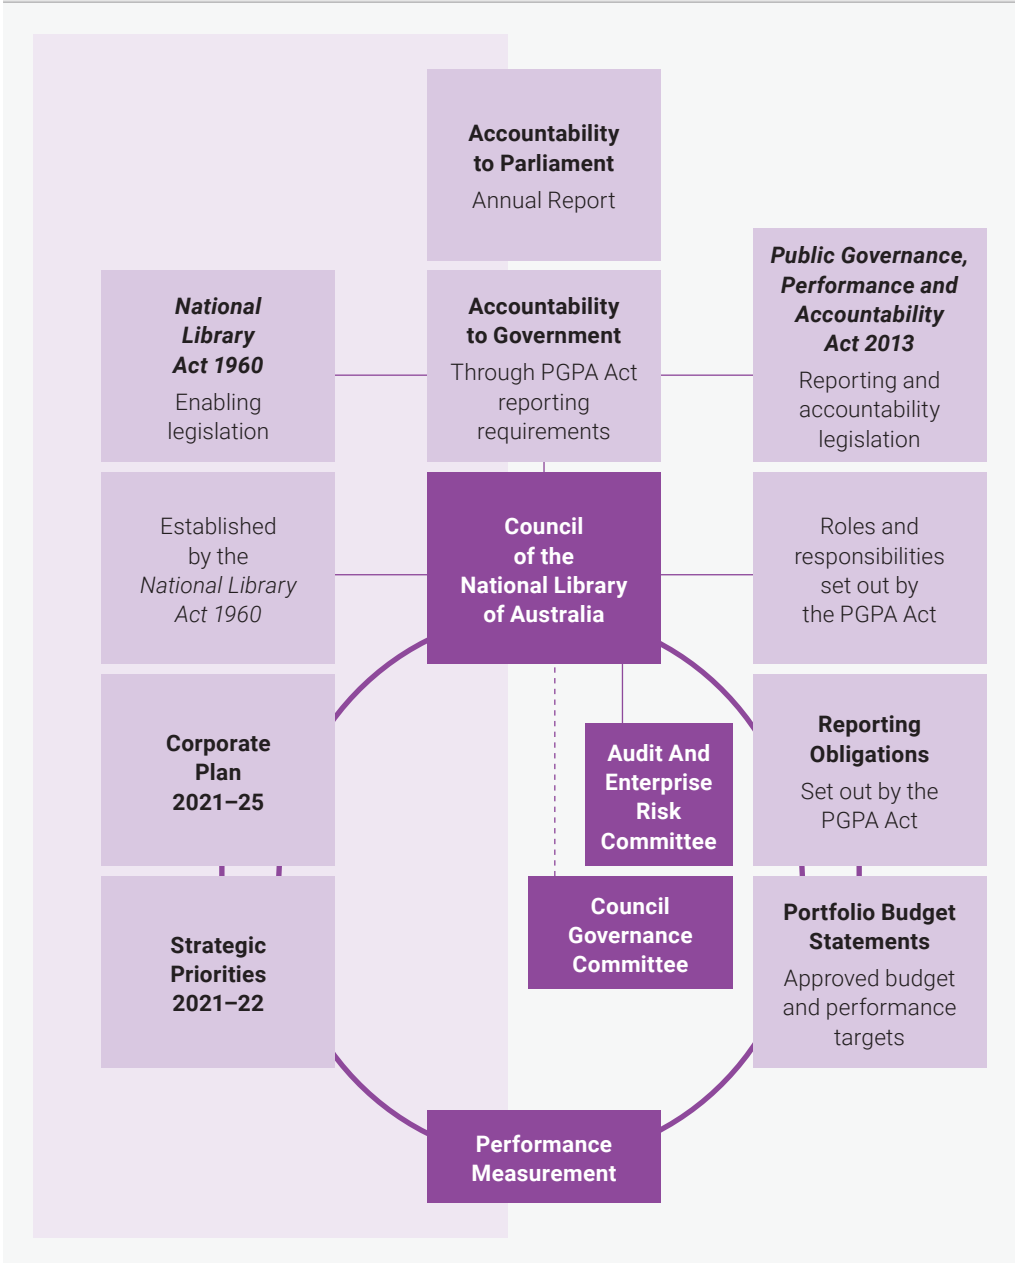 Accountability
to Parliament
Annual Report
National
Library
Act 1960
Enabling
legislation
Accountability
to Government
Through PGPA Act
reporting
requirements
Public Governance,
Performance and
Accountability
Act 2013
Reporting and
accountability
legislation
Established
by the
National Library
Act 1960
Council
of the
National Library
of Australia
Roles and
responsibilities
set out by
the PGPA Act
Corporate
Plan
2021–25
Audit And
Enterprise
Risk
Committee
Reporting
Obligations
Set out by the
PGPA Act
Strategic
Priorities
2021–22
Council
Governance
Committee
Portfolio Budget
Statements
Approved budget
and performance
targets
Performance
Measurement